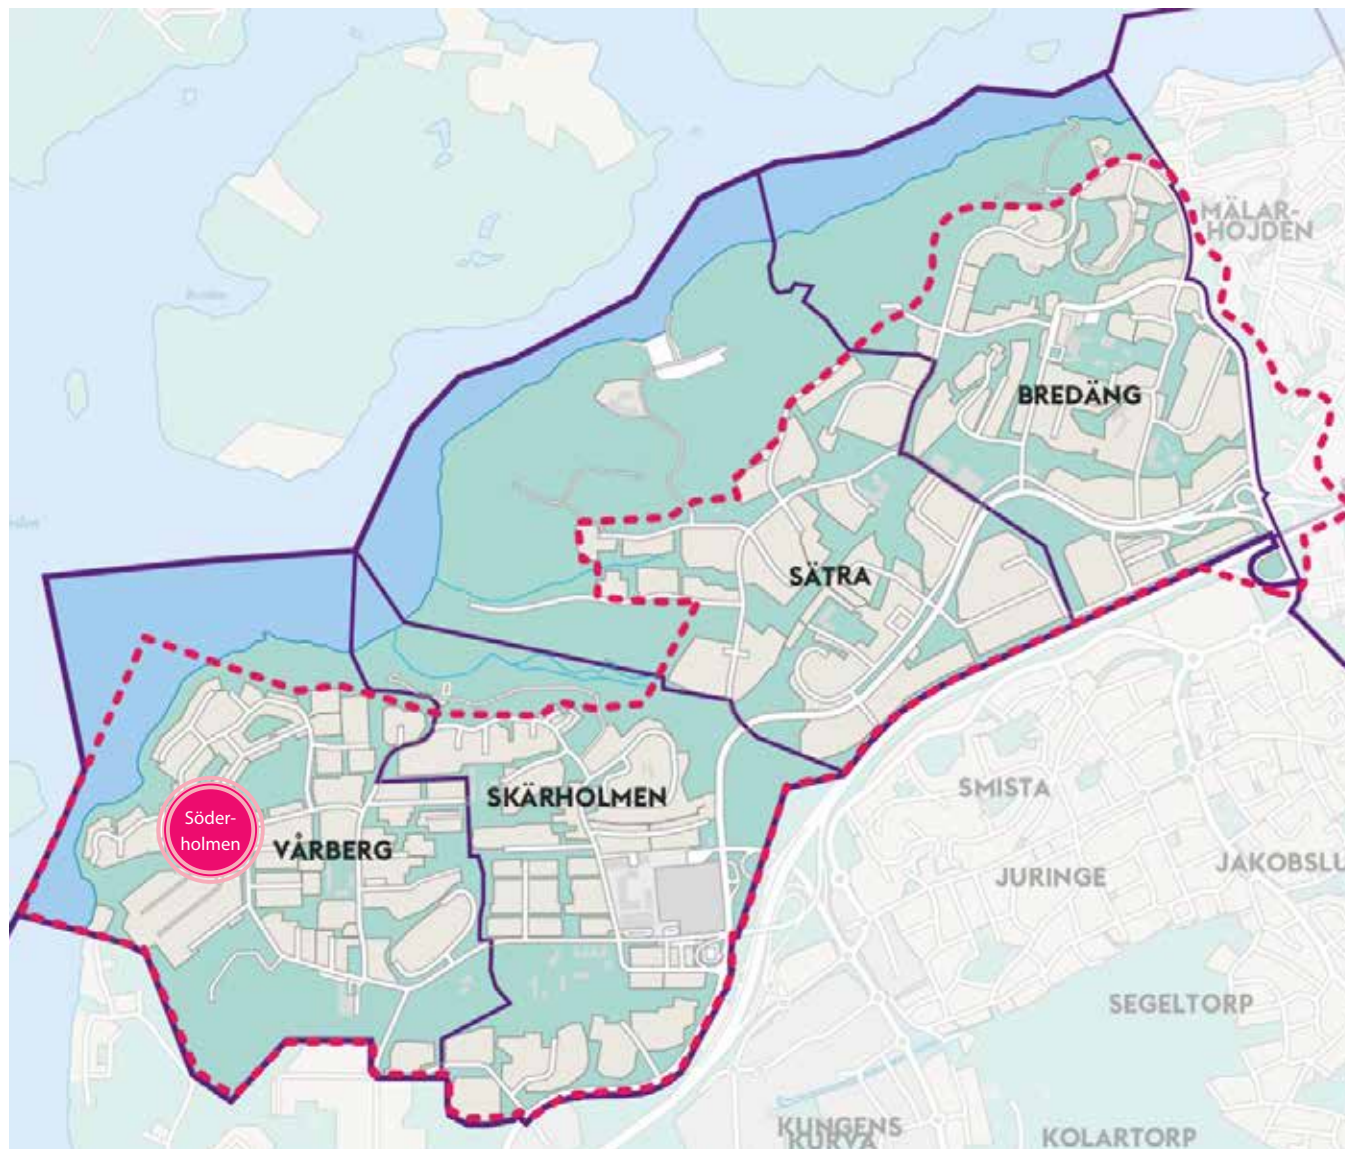 MÄLAR-
HÖJDEN
BREDÄNG
SÄTRA
SMISTA
SKÄRHOLMEN
Söder-
holmen
VÅRBERG
JAKOBSLU
JURINGE
SEGELTORP
KUNGENS
KURVA
KOLARTORP